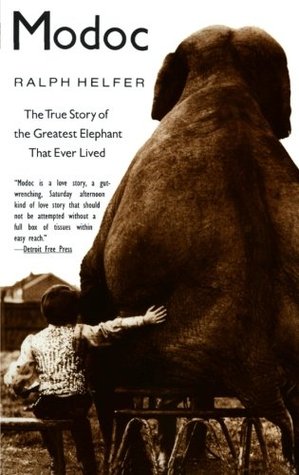 Modoc
RALPH HELFER
The True Story of
the Greatest Elephant
That Ever Lived
"Modoc is a love story, a gut-
wrenching, Saturday afternoon
kind of love story that should
not be attempted without a
full box of tissues within
easy reach."
—Detroit Free Press